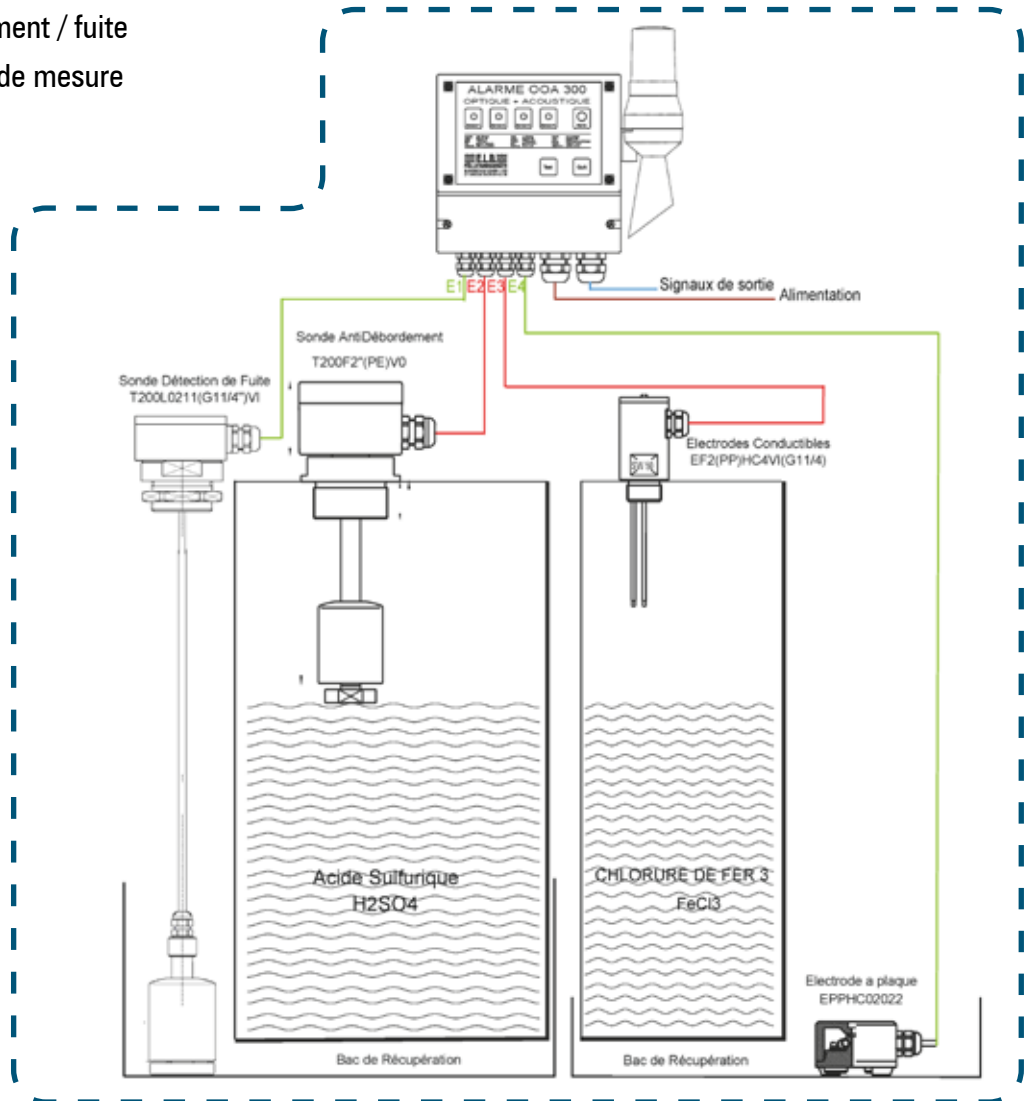 ment / fuite
de mesure
ALARME OOA 300
OPTIQUE + ACOUSTIQUE
E1 E2 E3 E4
Signaux de sortie
Alimentation
Sonde AntiDébordement
T200F2"(PE)V0
Sonde Détection de Fuite
T200L0211(G11/4")VI
Electrodes Conductibles
EF2(PP)HC4VI(G11/4)
Acide Sulfurique
H2SO4
CHLORURE DE FER 3
FeCl3
Electrode a plaque
EPPHC02022
Bac de Récupération
Bac de Récupération